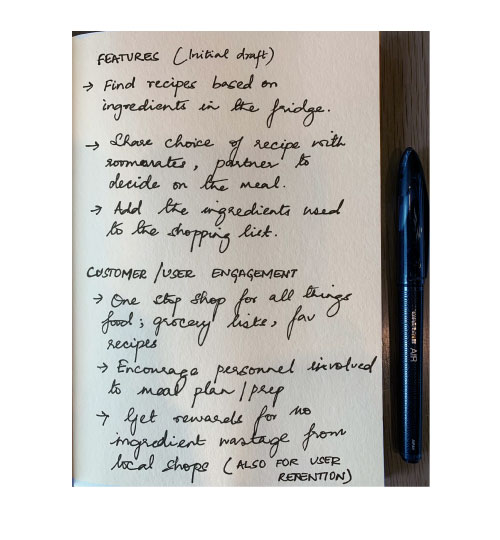 FEATURES (Initial draft)
→ Find recipes based on
ingredients in the fridge.
→ Share choice of recipe with
roommates, partner to
decide on the meal.
→ Add the ingredients used
to the shopping list.
CUSTOMER / USER ENGAGEMENT
→ One stop shop for all things
food; grocery lists, fav
recipes
→ Encourage personnel involved
to meal plan / prep
→ Get rewards for no
ingredient wastage from
local shops (ALSO FOR USER
RETENTION)
AIR